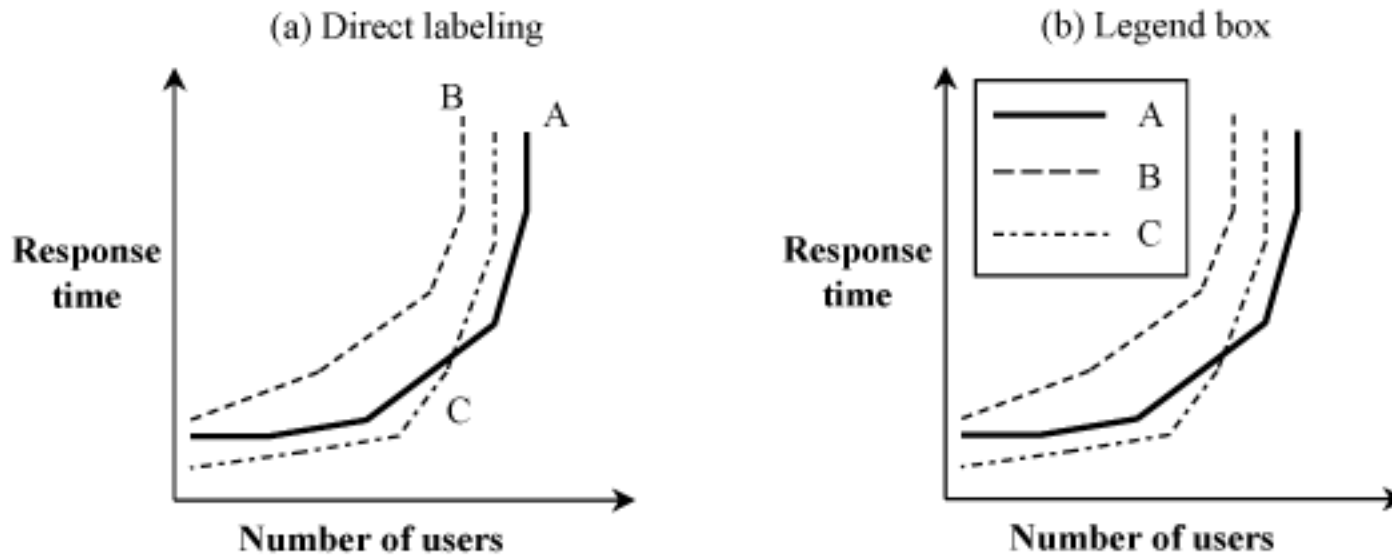 (a) Direct labeling
B
A
Response
time
C
Number of users
(b) Legend box
A
B
C
Response
time
Number of users